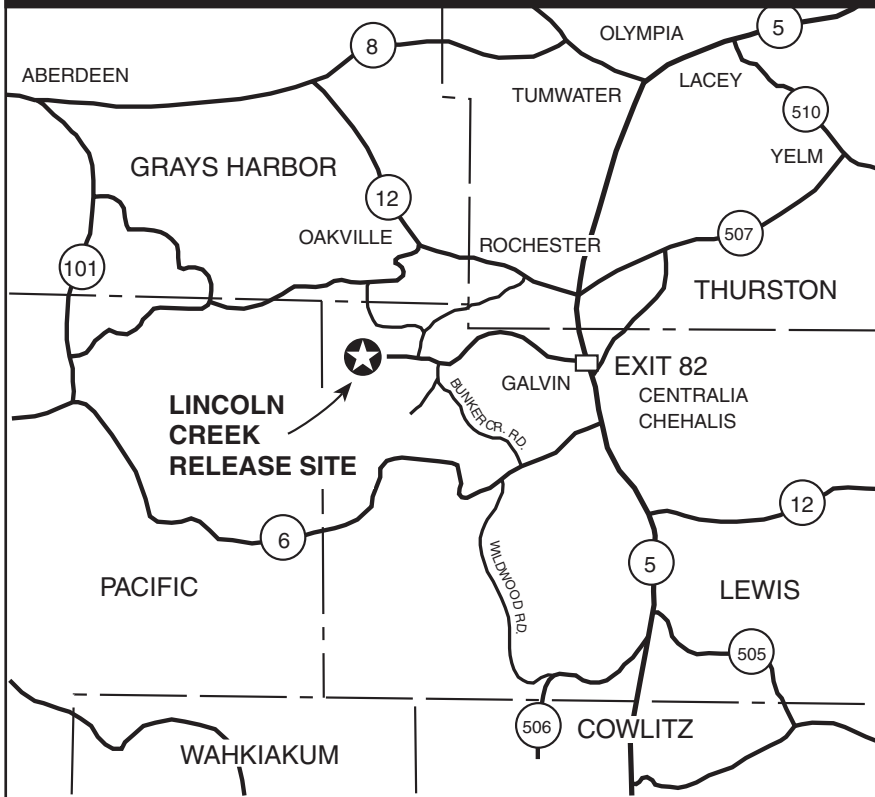 OLYMPIA
5
8
ABERDEEN
TUMWATER
LACEY
510
YELM
GRAYS HARBOR
12
OAKVILLE
ROCHESTER
507
101
THURSTON
EXIT 82
GALVIN
CENTRALIA
CHEHALIS
BUNKER CR. RD.
LINCOLN
CREEK
RELEASE SITE
12
6
WILDWOOD RD.
5
PACIFIC
LEWIS
505
506
COWLITZ
WAHKIAKUM